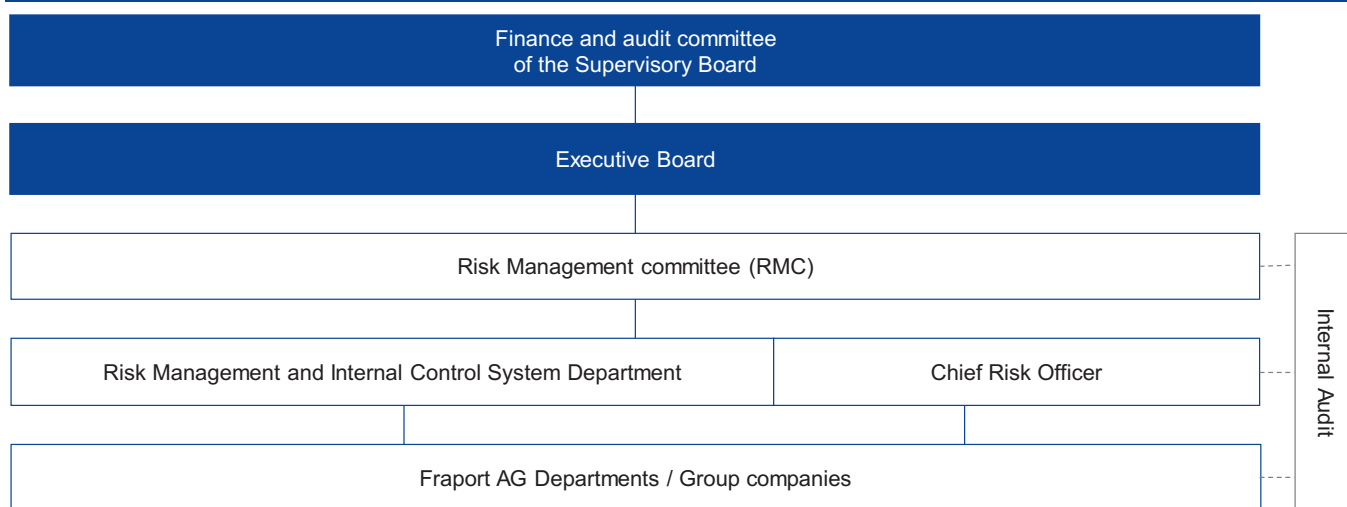 Finance and audit committee
of the Supervisory Board
Executive Board
Risk Management committee (RMC)
Risk Management and Internal Control System Department
Chief Risk Officer
Fraport AG Departments / Group companies
Internal Audit